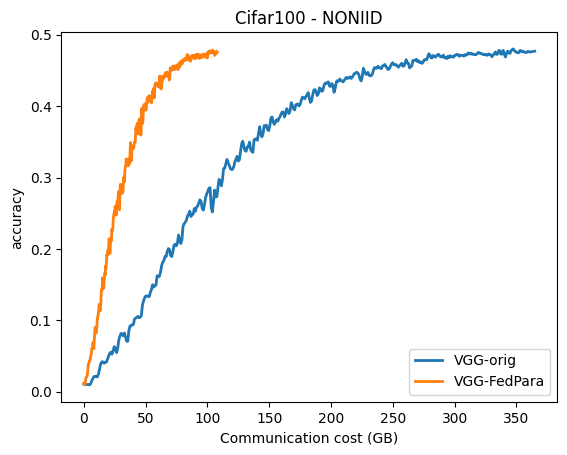 Cifar100 - NONIID
accuracy
0.5
0.4
0.3
0.2
0.1
0.0
VGG-orig
VGG-FedPara
0 50 100 150 200 250 300 350
Communication cost (GB)